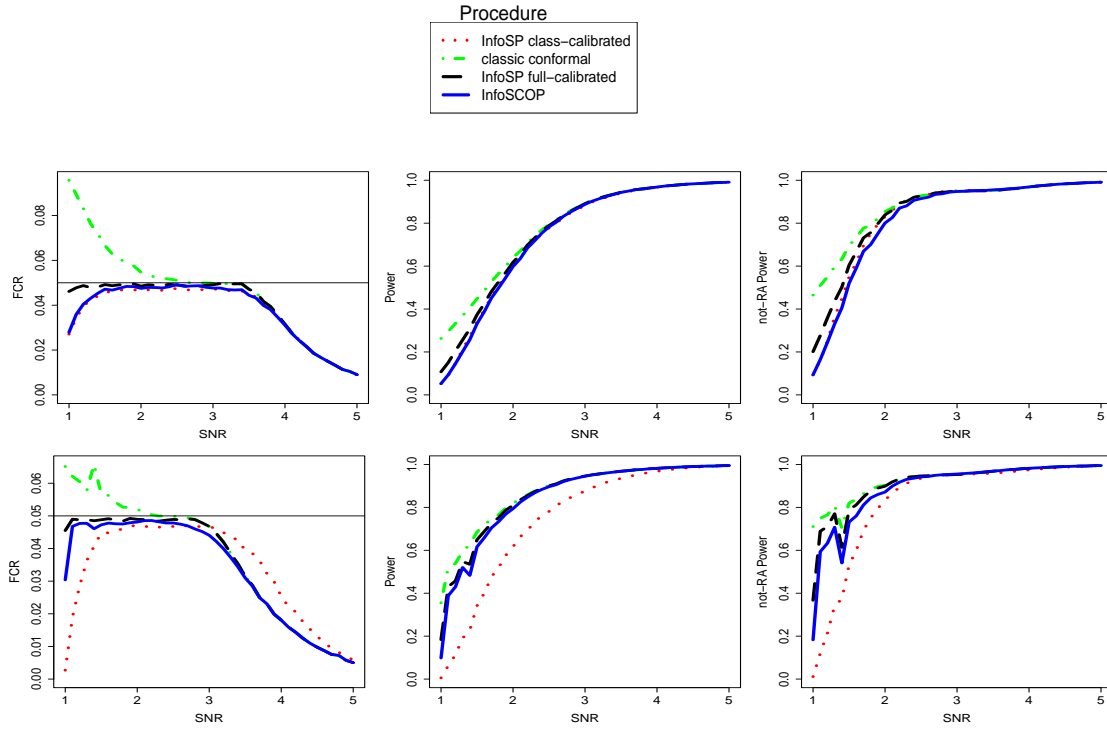 Procedure
InfoSP class−calibrated
classic conformal
InfoSP full−calibrated
InfoSCOP
FCR
0.00 0.02 0.04 0.06 0.08
1 2 3 4 5
SNR
Power
0.0 0.2 0.4 0.6 0.8 1.0
1 2 3 4 5
SNR
not−RA Power
0.0 0.2 0.4 0.6 0.8 1.0
1 2 3 4 5
SNR
FCR
0.00 0.01 0.02 0.03 0.04 0.05 0.06
1 2 3 4 5
SNR
Power
0.0 0.2 0.4 0.6 0.8 1.0
1 2 3 4 5
SNR
not−RA Power
0.0 0.2 0.4 0.6 0.8 1.0
1 2 3 4 5
SNR